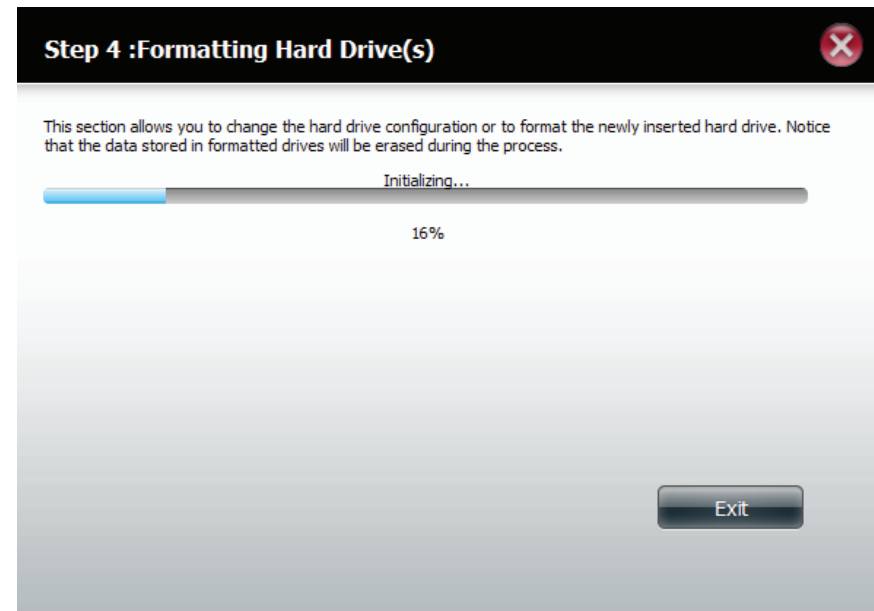 Step 4 :Formatting Hard Drive(s)
This section allows you to change the hard drive configuration or to format the newly inserted hard drive. Notice
that the data stored in formatted drives will be erased during the process.
Initializing...
16%
Exit